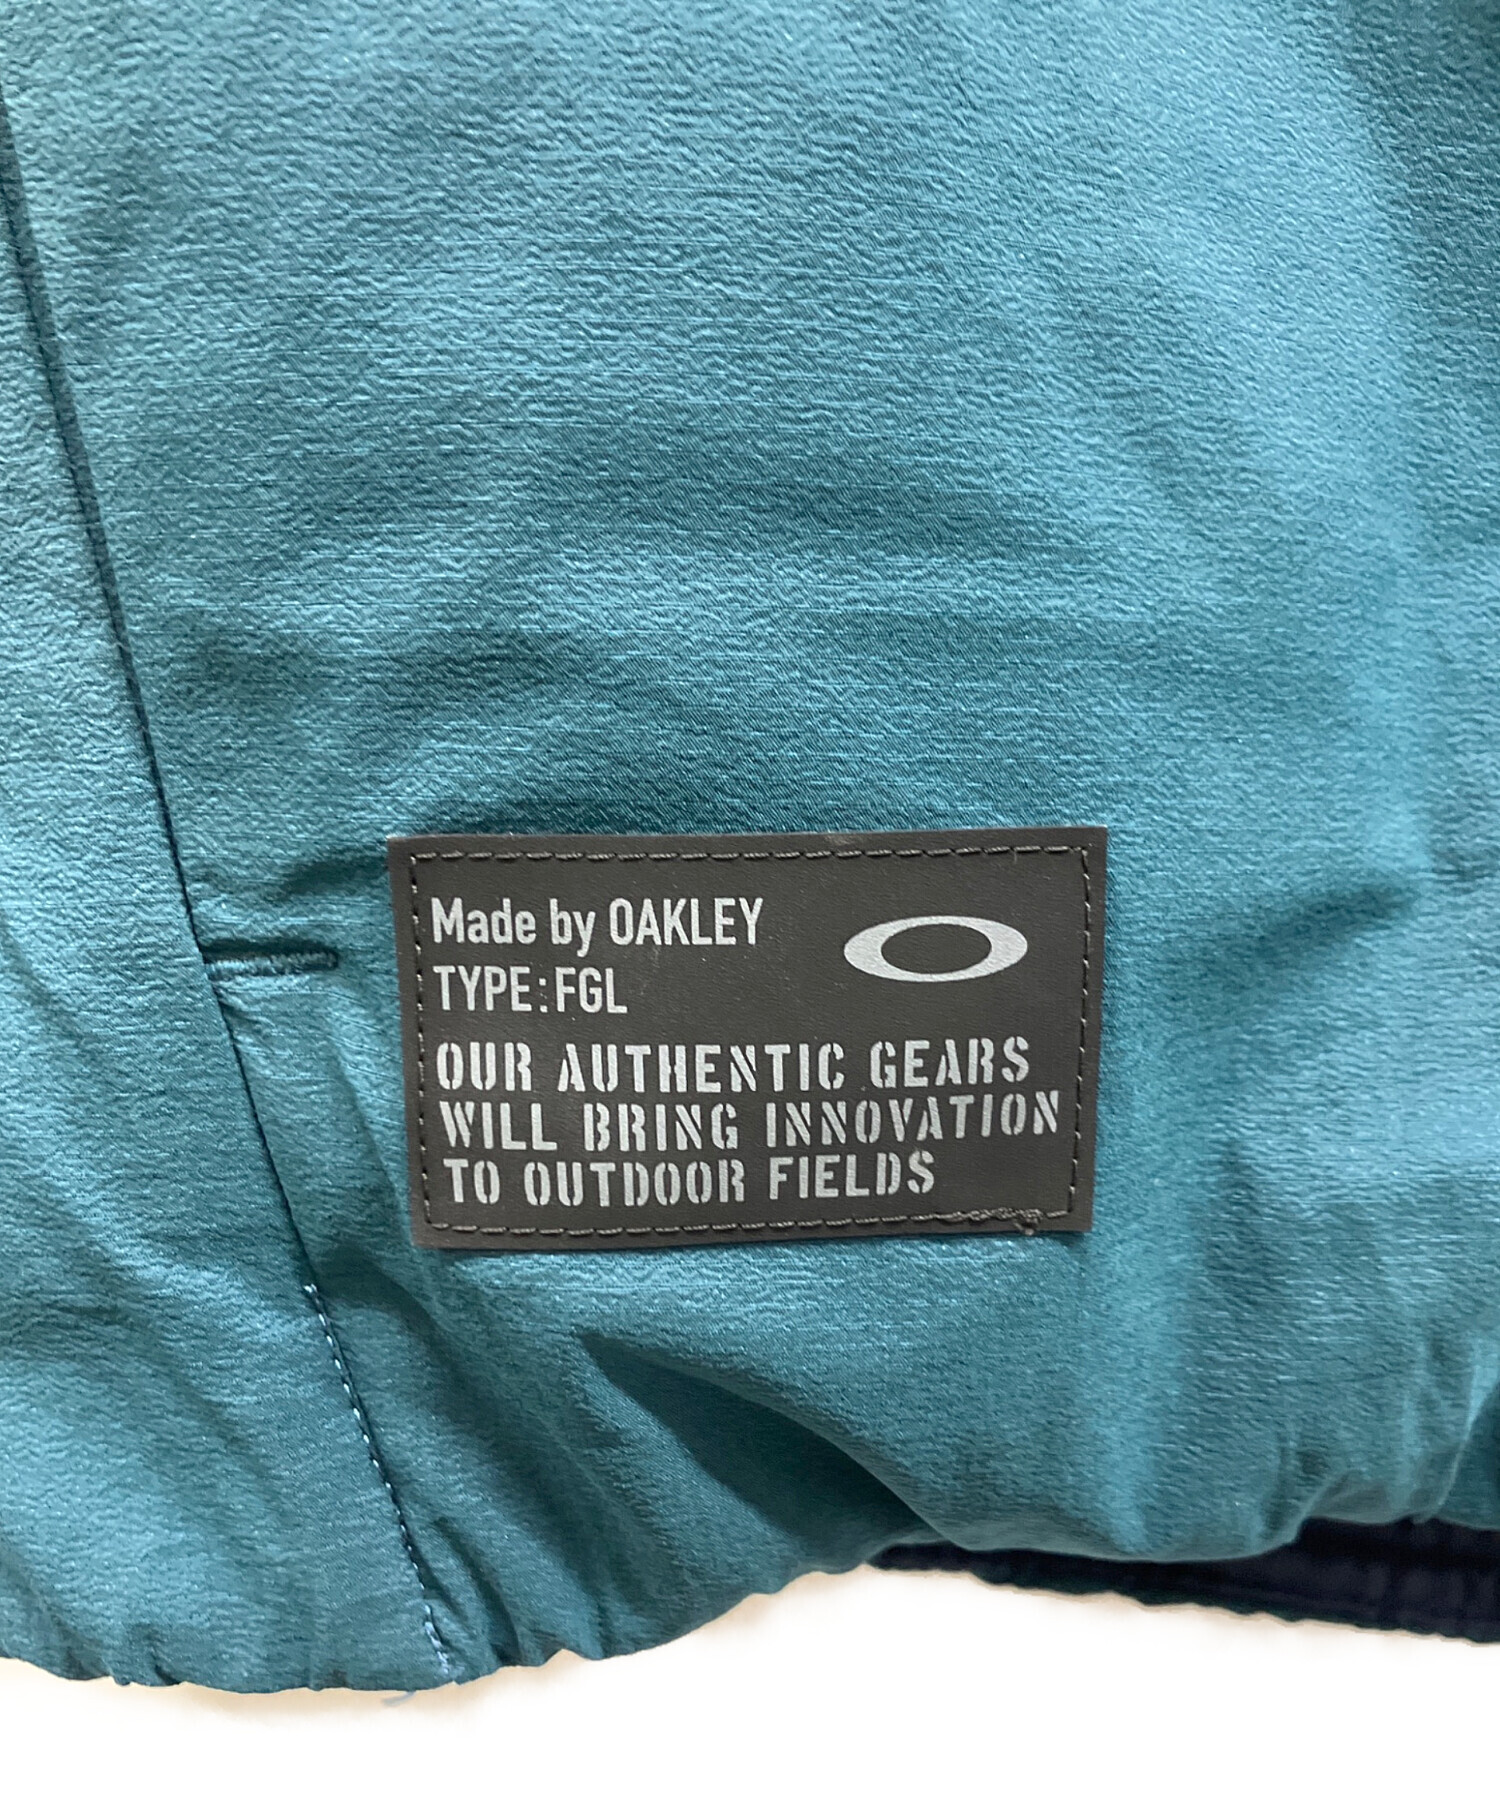 Made by OAKLEY
TYPE:FGL
OUR AUTHENTIC GEARS
WILL BRING INNOVATION
TO OUTDOOR FIELDS